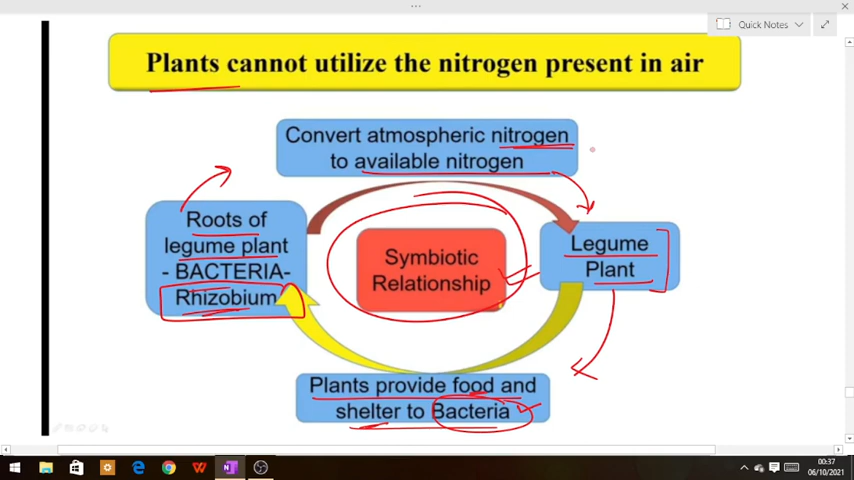 Quick Notes
Plants cannot utilize the nitrogen present in air
Convert atmospheric nitrogen
to available nitrogen
Roots of
legume plant
- BACTERIA-
Rhizobium
Symbiotic
Relationship
Legume
Plant
Plants provide food and
shelter to Bacteria
00:37
06/10/2021